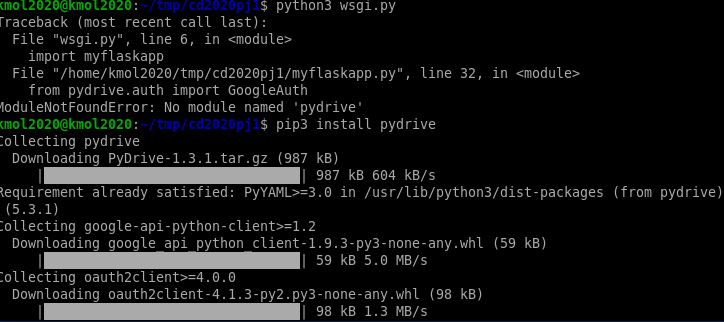 kmol2020@kmol2020:~/tmp/cd2020pj1$ python3 wsgi.py
Traceback (most recent call last):
  File "wsgi.py", line 6, in <module>
    import myflaskapp
  File "/home/kmol2020/tmp/cd2020pj1/myflaskapp.py", line 32, in <module>
    from pydrive.auth import GoogleAuth
ModuleNotFoundError: No module named 'pydrive'
kmol2020@kmol2020:~/tmp/cd2020pj1$ pip3 install pydrive
Collecting pydrive
  Downloading PyDrive-1.3.1.tar.gz (987 kB)
     |████████████████████████████████| 987 kB 604 kB/s
Requirement already satisfied: PyYAML>=3.0 in /usr/lib/python3/dist-packages (from pydrive)
 (5.3.1)
Collecting google-api-python-client>=1.2
  Downloading google_api_python_client-1.9.3-py3-none-any.whl (59 kB)
     |████████████████████████████████| 59 kB 5.0 MB/s
Collecting oauth2client>=4.0.0
  Downloading oauth2client-4.1.3-py2.py3-none-any.whl (98 kB)
     |████████████████████████████████| 98 kB 1.3 MB/s